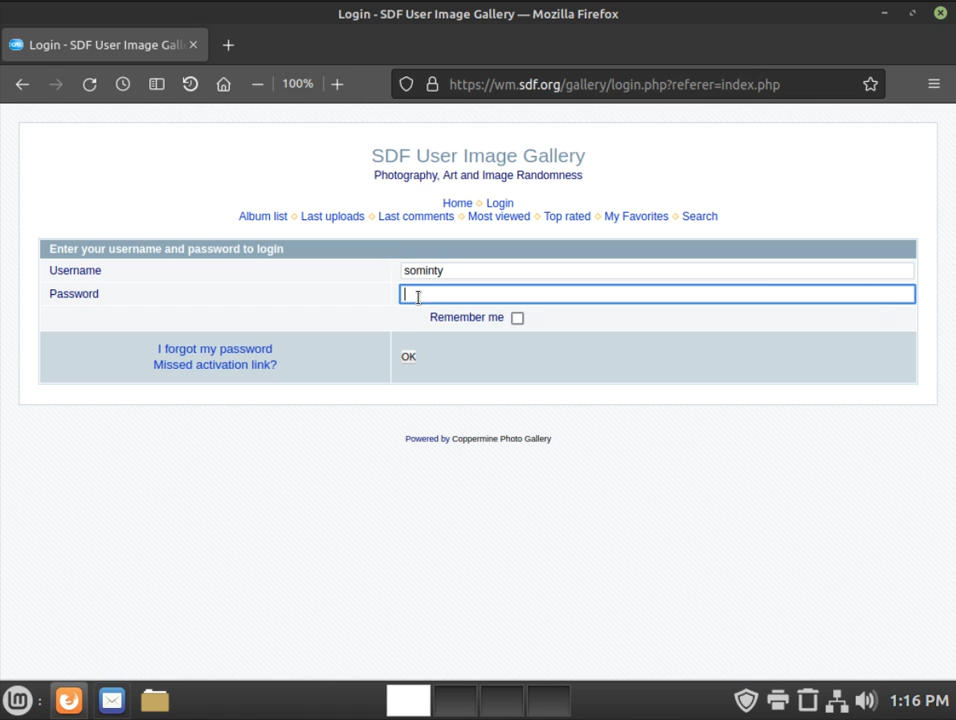 Login - SDF User Image Gallery — Mozilla Firefox
Login - SDF User Image Gall
100%
https://wm.sdf.org/gallery/login.php?referer=index.php
SDF User Image Gallery
Photography, Art and Image Randomness
Home Login
Album list Last uploads Last comments Most viewed Top rated My Favorites Search
Enter your username and password to login
Username sominty
Password
Remember me
I forgot my password
Missed activation link?
OK
Powered by Coppermine Photo Gallery
1:16 PM